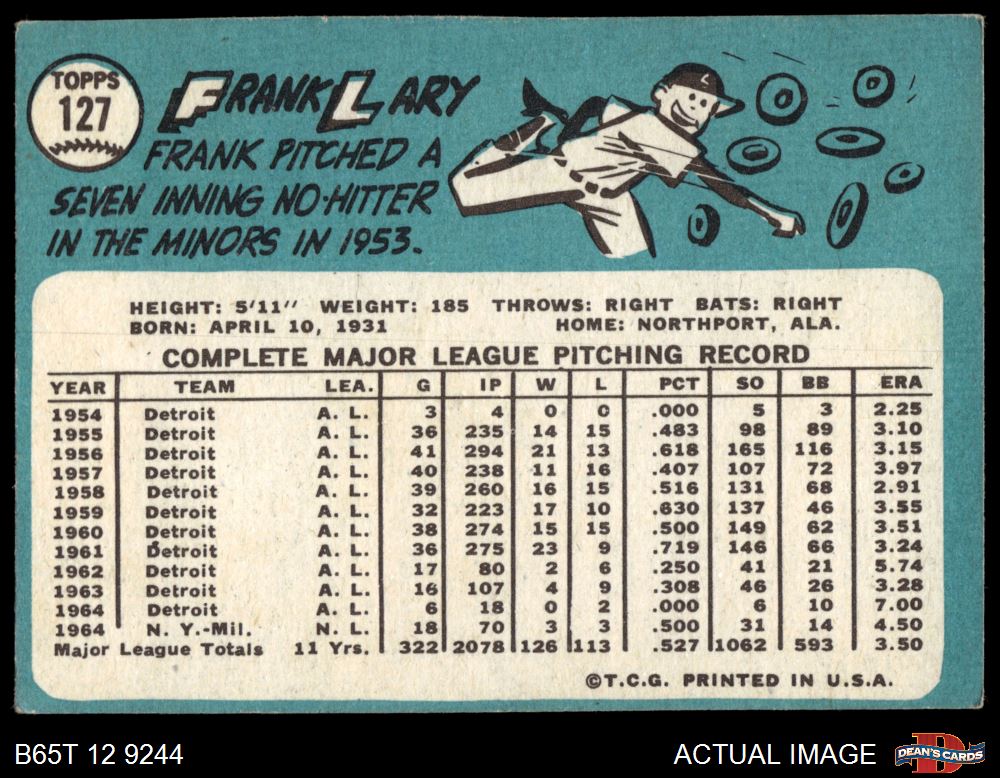 TOPPS
127
FRANK LARY
FRANK PITCHED A
SEVEN INNING NO-HITTER
IN THE MINORS IN 1953.
HEIGHT: 5'11" WEIGHT: 185 THROWS: RIGHT BATS: RIGHT
BORN: APRIL 10, 1931 HOME: NORTHPORT, ALA.
COMPLETE MAJOR LEAGUE PITCHING RECORD
YEAR TEAM LEA. G IP W L PCT SO BB ERA
1954 Detroit A. L. 3 4 0 0 .000 5 3 2.25
1955 Detroit A. L. 36 235 14 15 .483 98 89 3.10
1956 Detroit A. L. 41 294 21 13 .618 165 116 3.15
1957 Detroit A. L. 40 238 11 16 .407 107 72 3.97
1958 Detroit A. L. 39 260 16 15 .516 131 68 2.91
1959 Detroit A. L. 32 223 17 10 .630 137 46 3.55
1960 Detroit A. L. 38 274 15 15 .500 149 62 3.51
1961 Detroit A. L. 36 275 23 9 .719 146 66 3.24
1962 Detroit A. L. 17 80 2 6 .250 41 21 5.74
1963 Detroit A. L. 16 107 4 9 .308 46 26 3.28
1964 Detroit A. L. 6 18 0 2 .000 6 10 7.00
1964 N. Y.-Mil. N. L. 18 70 3 3 .500 31 14 4.50
Major League Totals 11 Yrs. 322 2078 126 113 .527 1062 593 3.50
©T.C.G. PRINTED IN U.S.A.
B65T 12 9244 ACTUAL IMAGE
D
DEAN'S CARDS